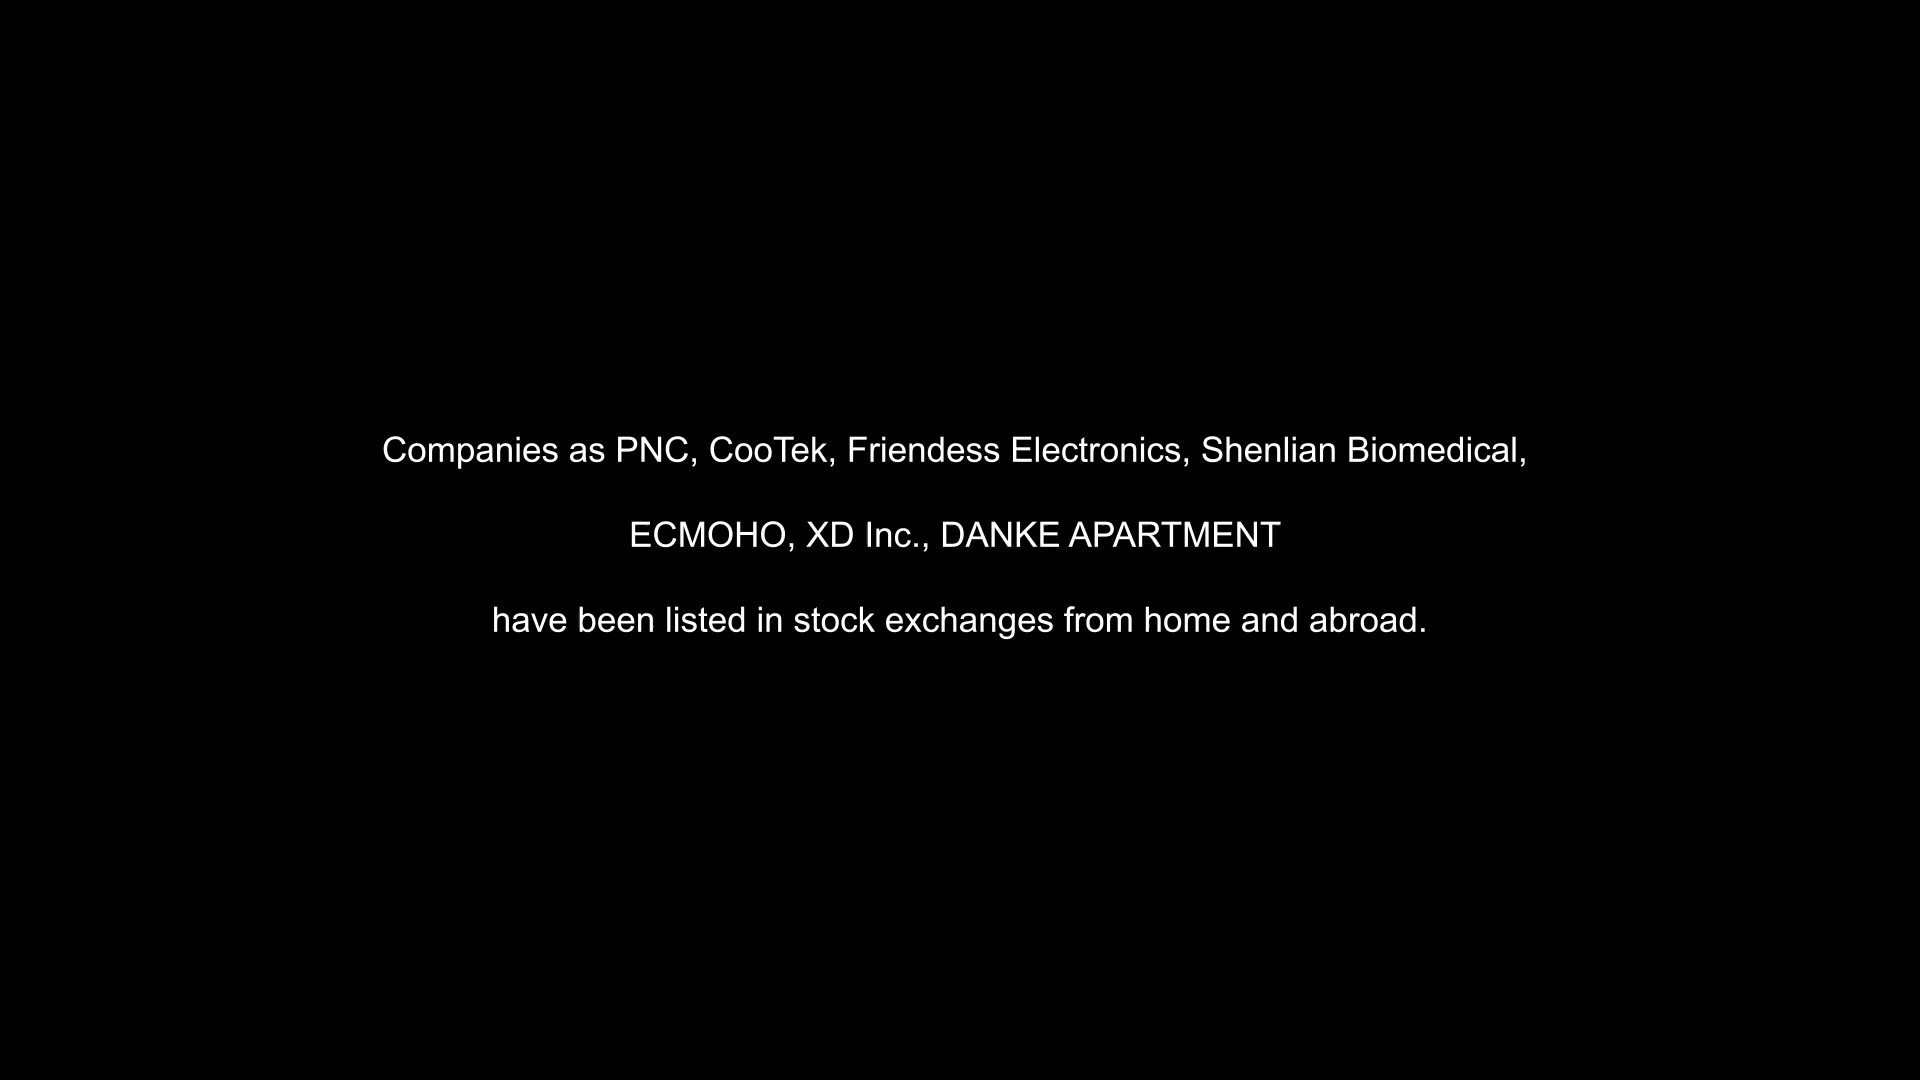 Companies as PNC, CooTek, Friendess Electronics, Shenlian Biomedical,
ECMOHO, XD Inc., DANKE APARTMENT
have been listed in stock exchanges from home and abroad.